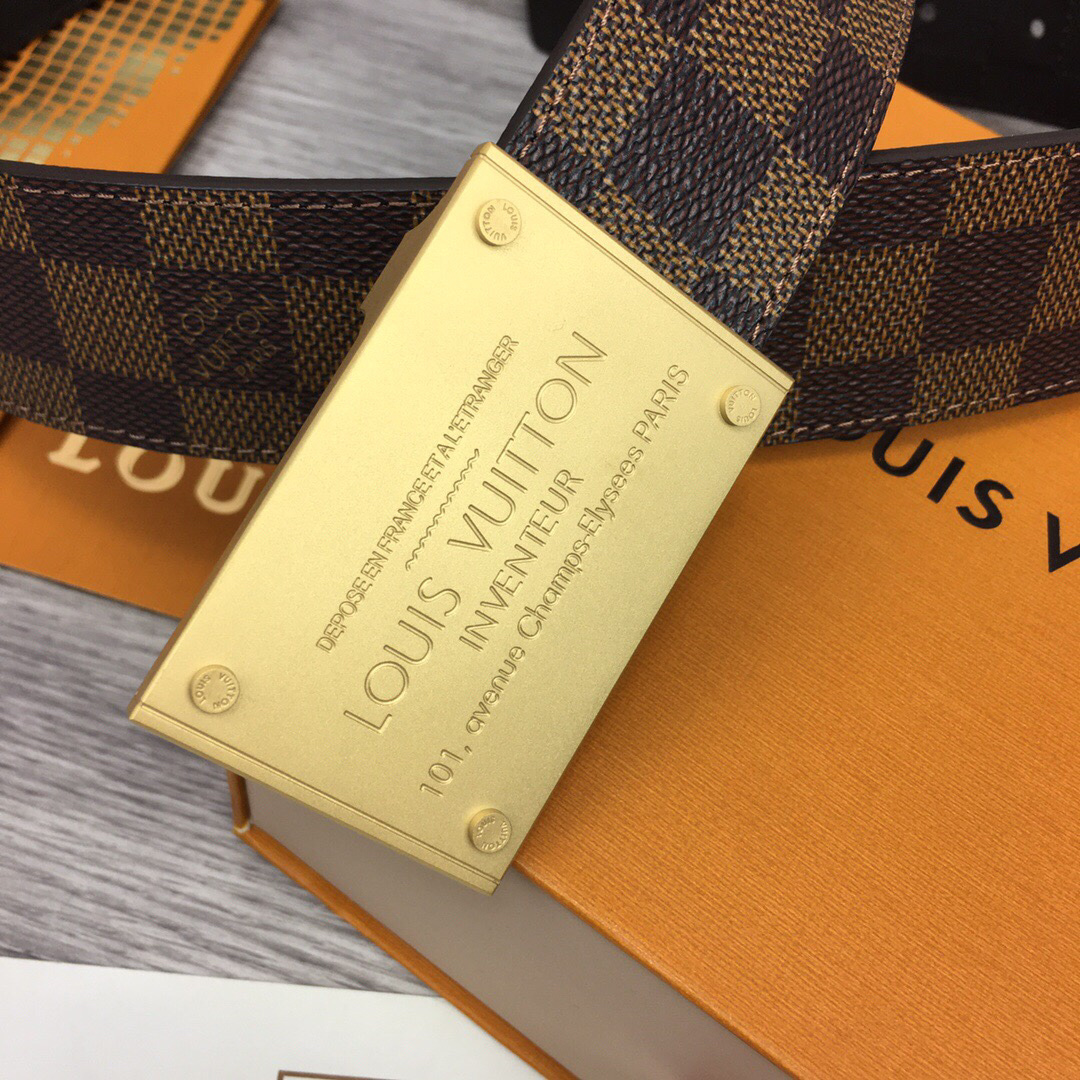 DEPOSE EN FRANCE ET A L'ETRANGER
LOUIS VUITTON
INVENTEUR
101, avenue Champs-Elysees PARIS
LOUIS VUITTON
LOUIS VUITTON
LOUIS VUITTON
LOUIS VUITTON
LOUIS
VUITTON
LOU
OUIS V